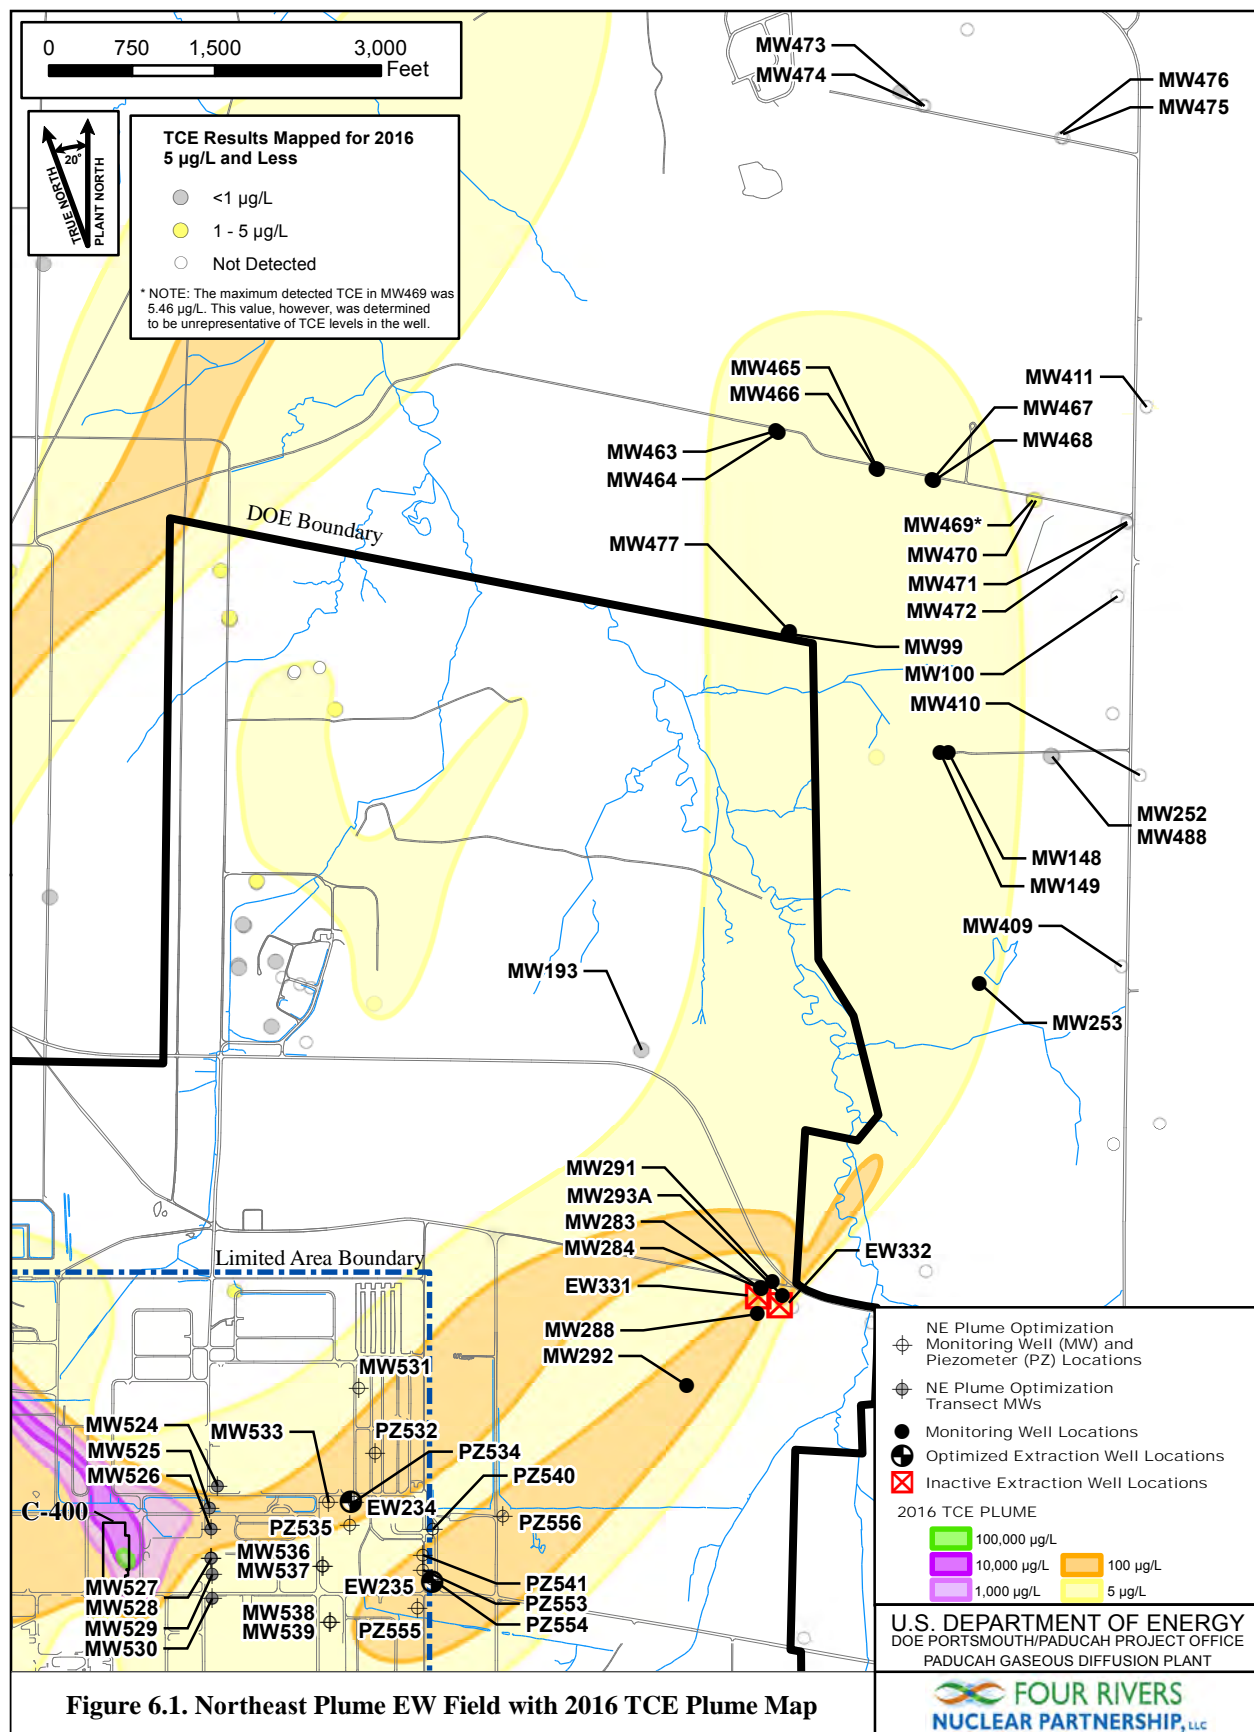 0 750 1,500 3,000
Feet
TRUE NORTH
20°
PLANT NORTH
TCE Results Mapped for 2016
5 µg/L and Less
<1 µg/L
1 - 5 µg/L
Not Detected
* NOTE: The maximum detected TCE in MW469 was
5.46 µg/L. This value, however, was determined
to be unrepresentative of TCE levels in the well.
MW473
MW474
MW476
MW475
MW465
MW466
MW411
MW467
MW468
MW463
MW464
MW469*
MW470
MW471
MW472
DOE Boundary
MW477
MW99
MW100
MW410
MW252
MW488
MW148
MW149
MW409
MW193
MW253
MW291
MW293A
MW283
MW284
EW331
EW332
MW288
MW292
Limited Area Boundary
MW531
MW524
MW525
MW526
MW533
PZ532
PZ534
PZ540
EW234
PZ535
PZ556
C-400
MW536
MW537
MW527
MW528
MW529
MW530
EW235
PZ541
PZ553
PZ554
MW538
MW539
PZ555
NE Plume Optimization
Monitoring Well (MW) and
Piezometer (PZ) Locations
NE Plume Optimization
Transect MWs
Monitoring Well Locations
Optimized Extraction Well Locations
Inactive Extraction Well Locations
2016 TCE PLUME
100,000 µg/L
10,000 µg/L 100 µg/L
1,000 µg/L 5 µg/L
U.S. DEPARTMENT OF ENERGY
DOE PORTSMOUTH/PADUCAH PROJECT OFFICE
PADUCAH GASEOUS DIFFUSION PLANT
FOUR RIVERS
NUCLEAR PARTNERSHIP, LLC
Figure 6.1. Northeast Plume EW Field with 2016 TCE Plume Map